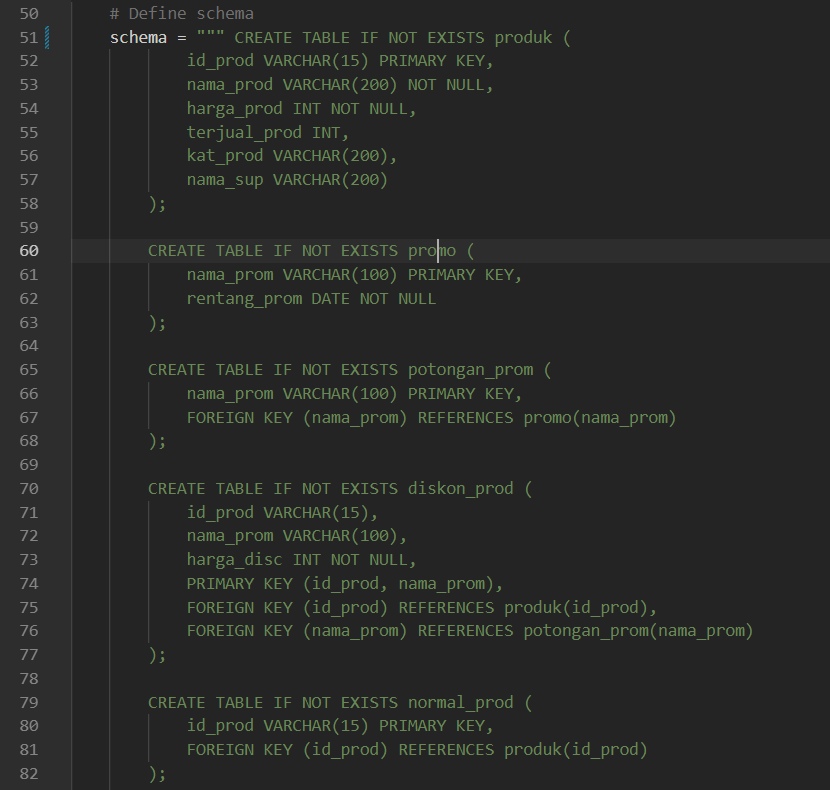 50 # Define schema
51 schema = """ CREATE TABLE IF NOT EXISTS produk (
52 id_prod VARCHAR(15) PRIMARY KEY,
53 nama_prod VARCHAR(200) NOT NULL,
54 harga_prod INT NOT NULL,
55 terjual_prod INT,
56 kat_prod VARCHAR(200),
57 nama_sup VARCHAR(200)
58 );
59
60 CREATE TABLE IF NOT EXISTS promo (
61 nama_prom VARCHAR(100) PRIMARY KEY,
62 rentang_prom DATE NOT NULL
63 );
64
65 CREATE TABLE IF NOT EXISTS potongan_prom (
66 nama_prom VARCHAR(100) PRIMARY KEY,
67 FOREIGN KEY (nama_prom) REFERENCES promo(nama_prom)
68 );
69
70 CREATE TABLE IF NOT EXISTS diskon_prod (
71 id_prod VARCHAR(15),
72 nama_prom VARCHAR(100),
73 harga_disc INT NOT NULL,
74 PRIMARY KEY (id_prod, nama_prom),
75 FOREIGN KEY (id_prod) REFERENCES produk(id_prod),
76 FOREIGN KEY (nama_prom) REFERENCES potongan_prom(nama_prom)
77 );
78
79 CREATE TABLE IF NOT EXISTS normal_prod (
80 id_prod VARCHAR(15) PRIMARY KEY,
81 FOREIGN KEY (id_prod) REFERENCES produk(id_prod)
82 );